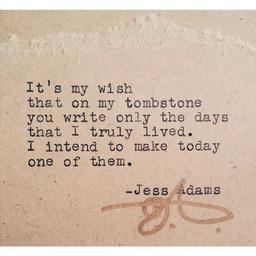 It's my wish
that on my tombstone
you write only the days
that I truly lived.
I intend to make today
one of them.
-Jess Adams